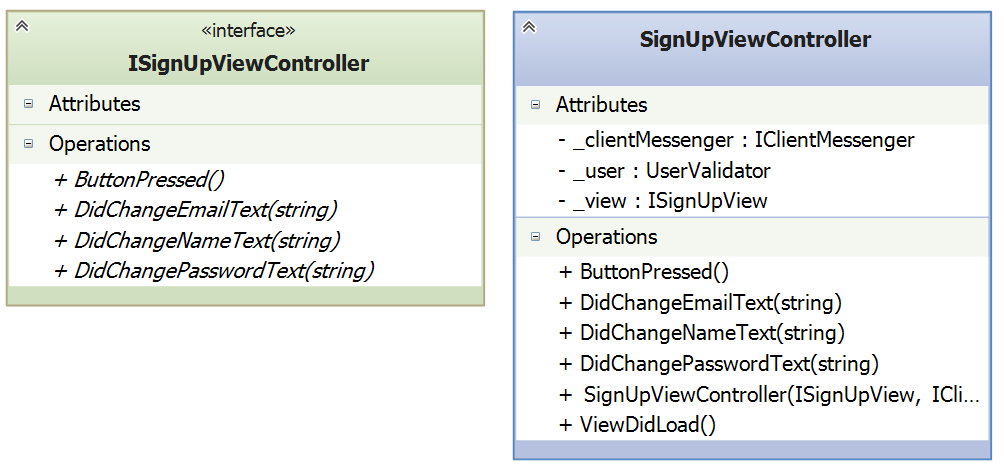 «interface»
ISignUpViewController
Attributes
Operations
+ ButtonPressed()
+ DidChangeEmailText(string)
+ DidChangeNameText(string)
+ DidChangePasswordText(string)
SignUpViewController
Attributes
- _clientMessenger : IClientMessenger
- _user : UserValidator
- _view : ISignUpView
Operations
+ ButtonPressed()
+ DidChangeEmailText(string)
+ DidChangeNameText(string)
+ DidChangePasswordText(string)
+ SignUpViewController(ISignUpView, ICli...
+ ViewDidLoad()